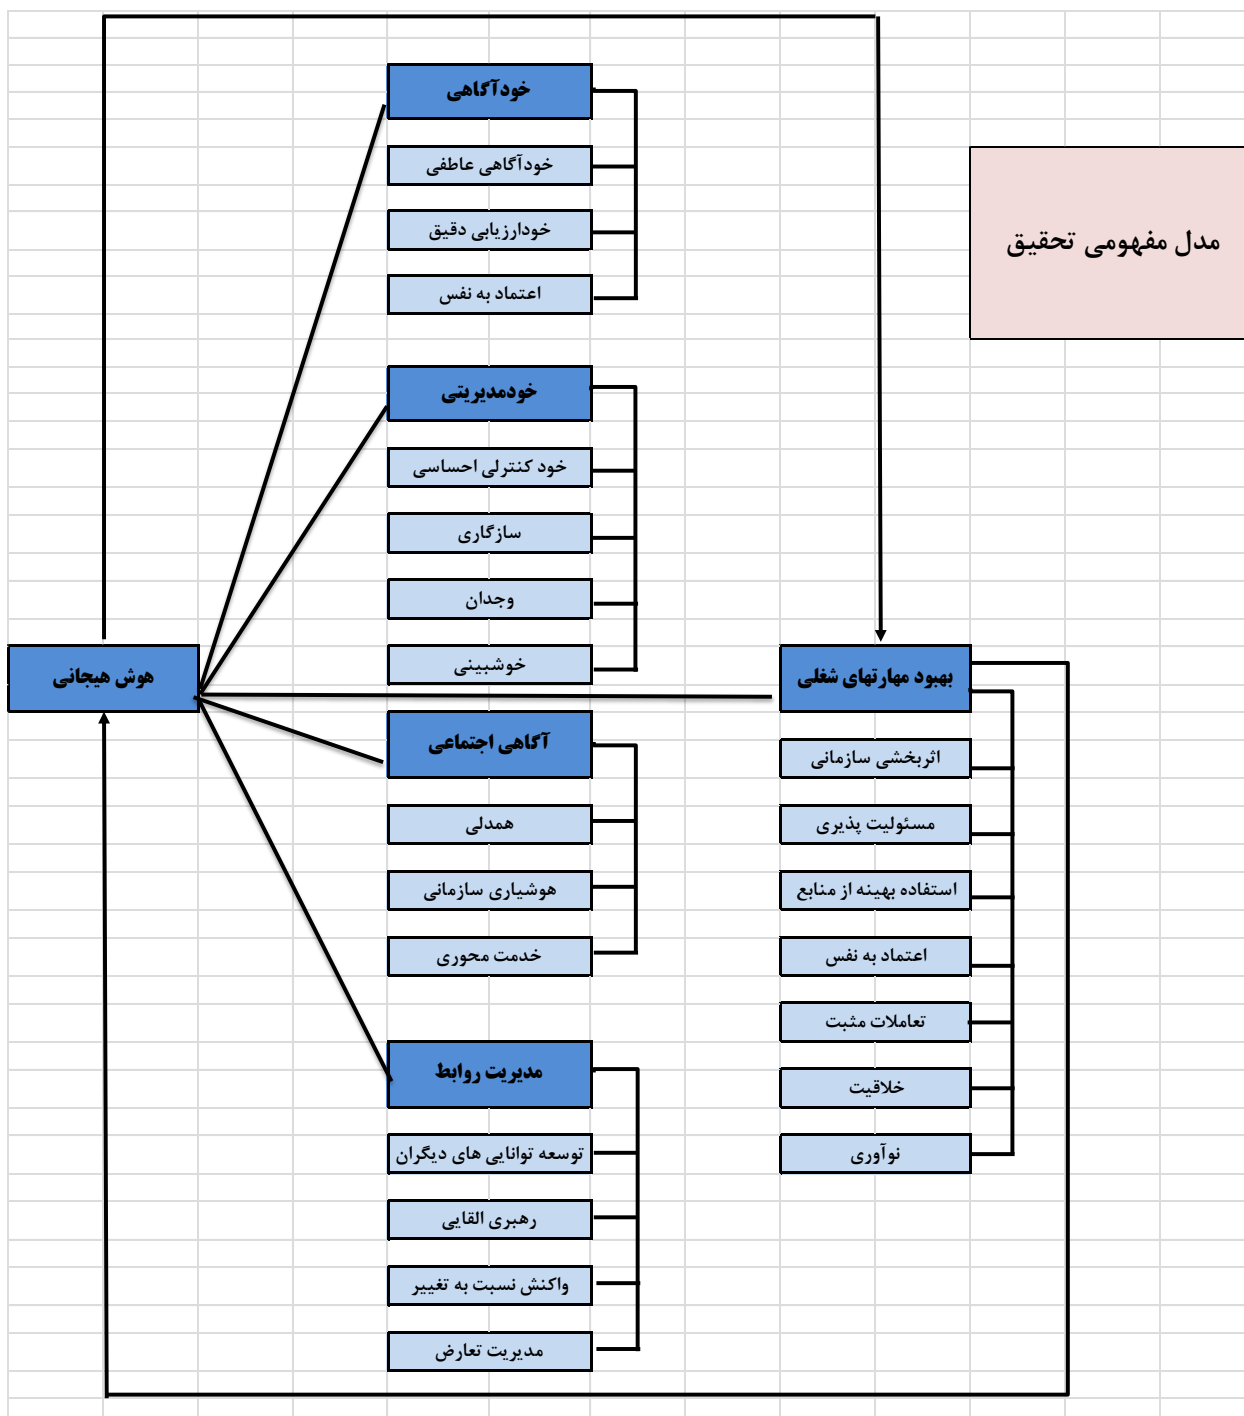 مدل مفهومی تحقیق
خودآگاهی
خودآگاهی عاطفی
خودارزیابی دقیق
اعتماد به نفس
خودمدیریتی
خود کنترلی احساسی
سازگاری
وجدان
خوشبینی
هوش هیجانی
آگاهی اجتماعی
همدلی
هوشیاری سازمانی
خدمت محوری
مدیریت روابط
توسعه توانایی های دیگران
رهبری القایی
واکنش نسبت به تغییر
مدیریت تعارض
بهبود مهارتهای شغلی
اثربخشی سازمانی
مسئولیت پذیری
استفاده بهینه از منابع
اعتماد به نفس
تعاملات مثبت
خلاقیت
نوآوری